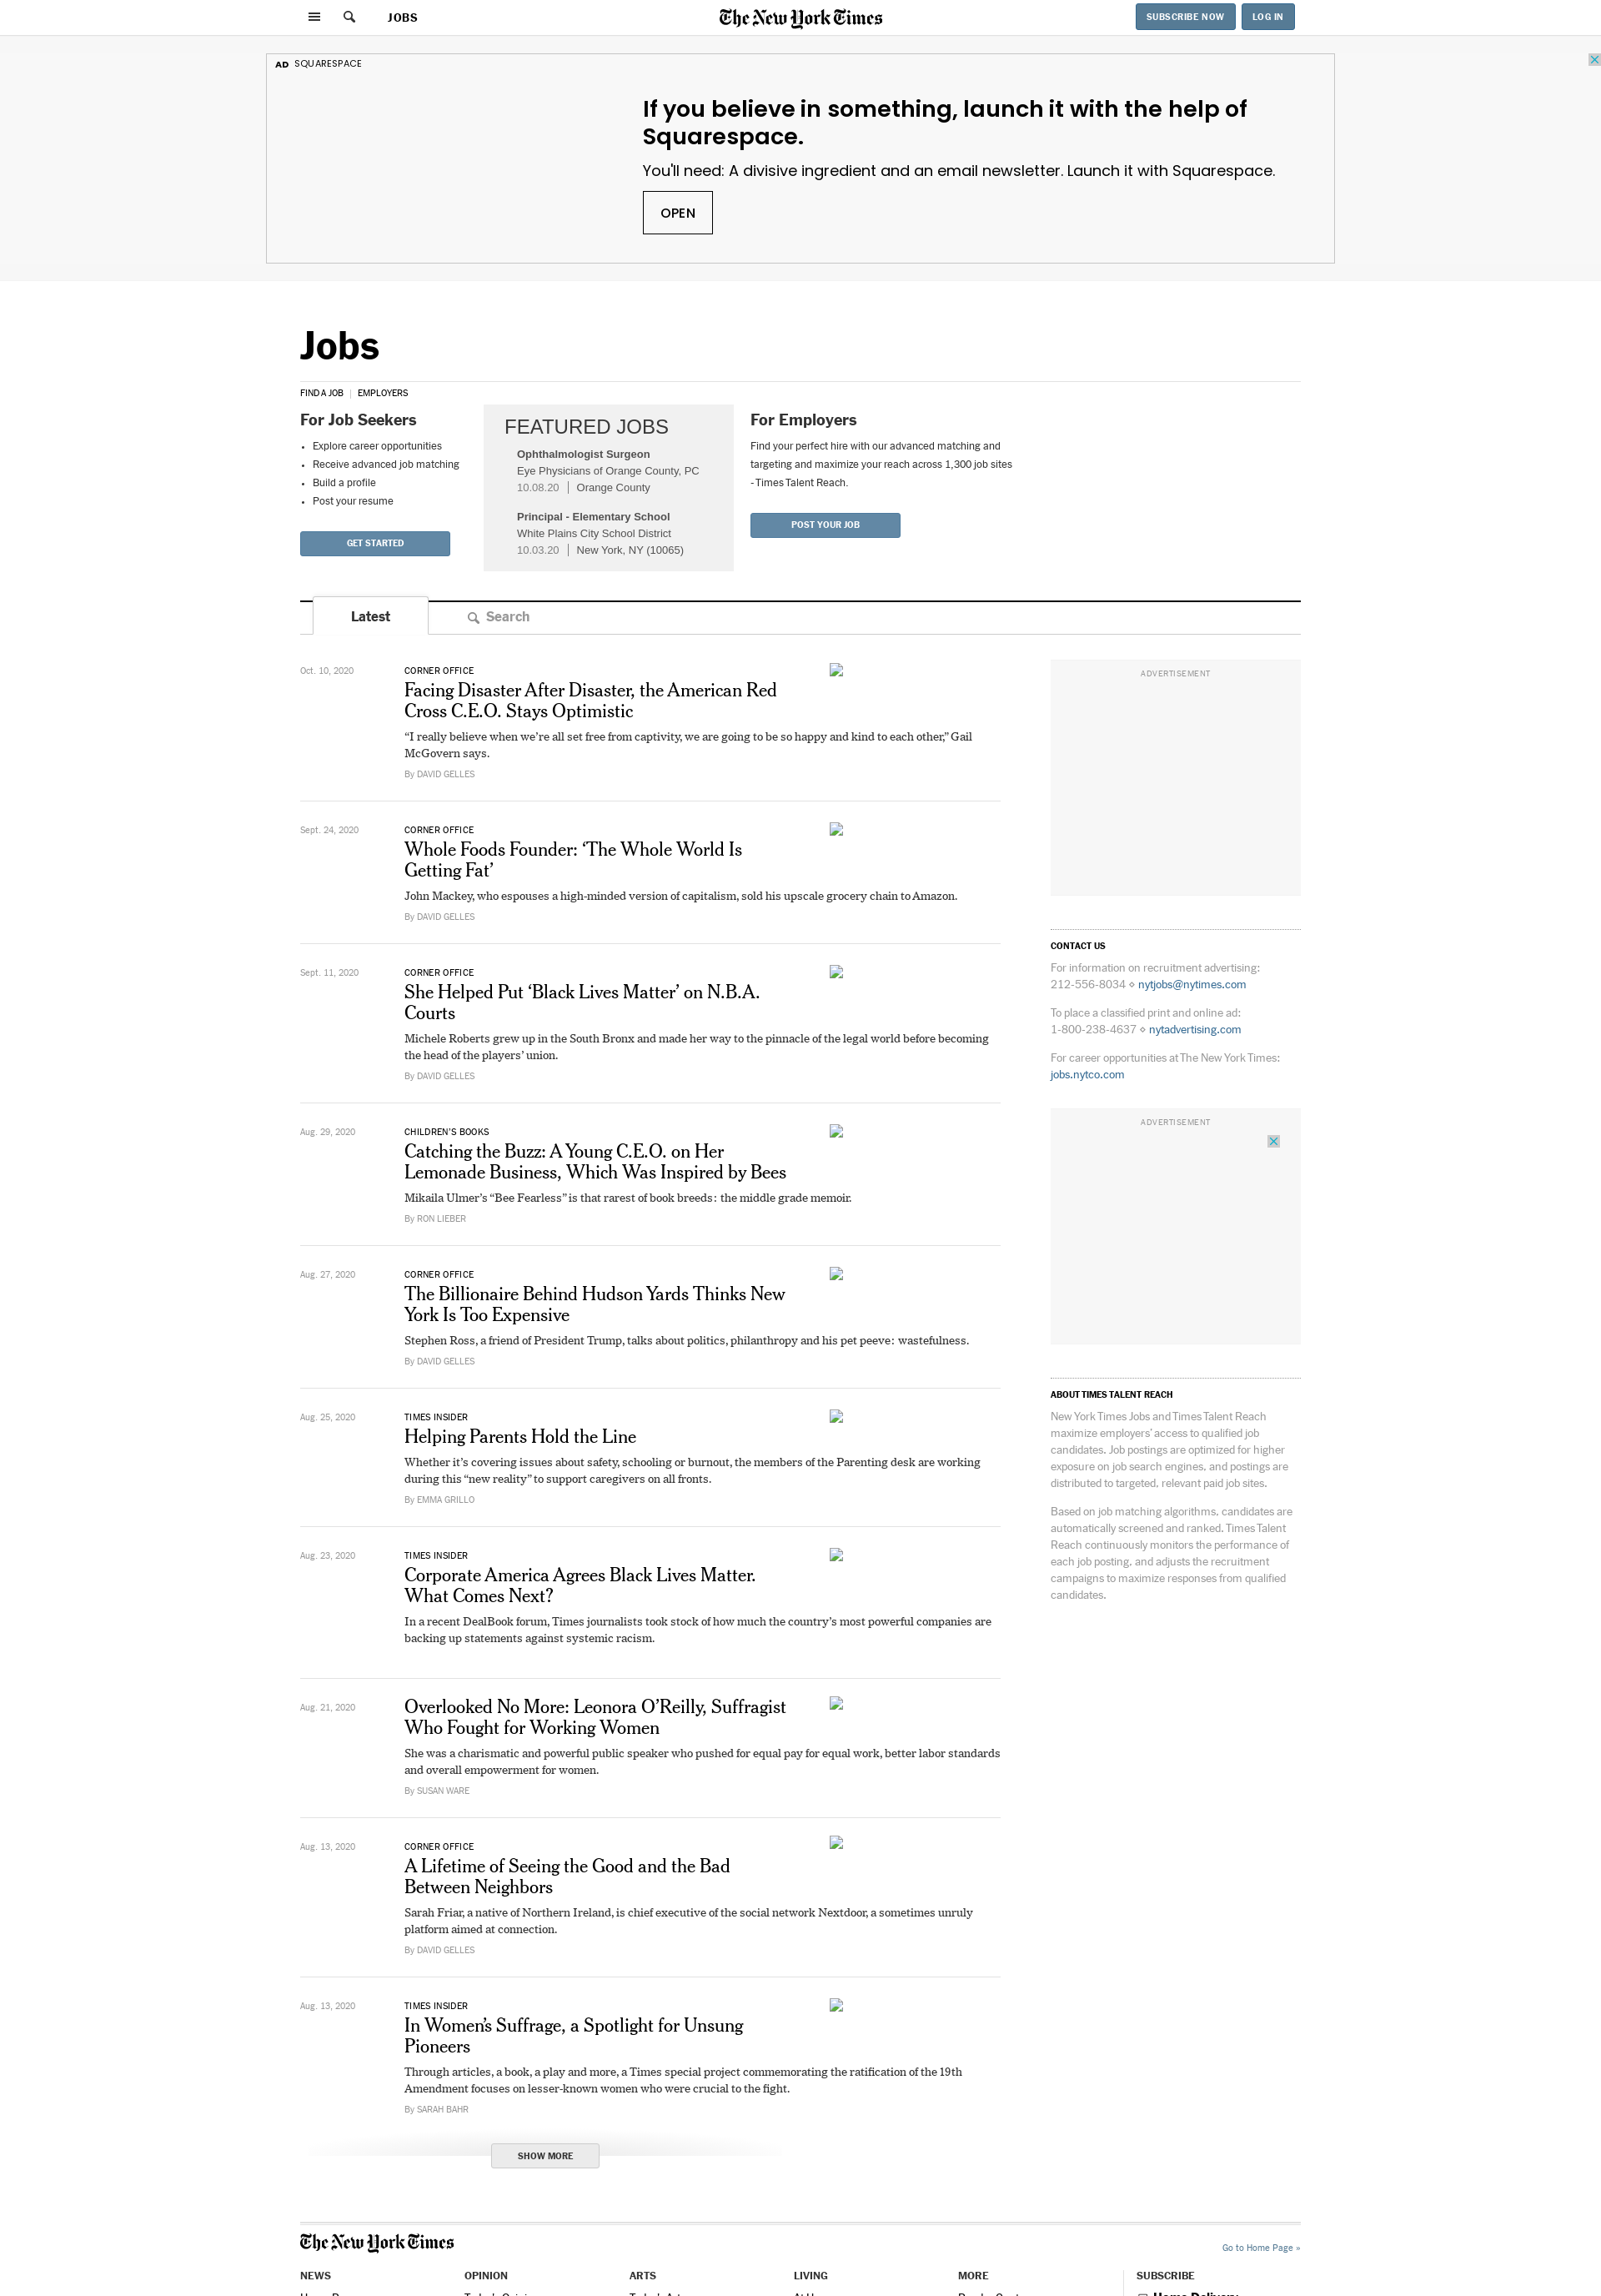 JOBS
The New York Times
SUBSCRIBE NOW
LOG IN
AD SQUARESPACE
If you believe in something, launch it with the help of
Squarespace.
You'll need: A divisive ingredient and an email newsletter. Launch it with Squarespace.
OPEN
Jobs
FIND A JOB
EMPLOYERS
For Job Seekers
• Explore career opportunities
• Receive advanced job matching
• Build a profile
• Post your resume
GET STARTED
FEATURED JOBS
Ophthalmologist Surgeon
Eye Physicians of Orange County, PC
10.08.20 | Orange County
Principal - Elementary School
White Plains City School District
10.03.20 | New York, NY (10065)
For Employers
Find your perfect hire with our advanced matching and
targeting and maximize your reach across 1,300 job sites
- Times Talent Reach.
POST YOUR JOB
Latest
Search
Oct. 10, 2020
CORNER OFFICE
Facing Disaster After Disaster, the American Red
Cross C.E.O. Stays Optimistic
“I really believe when we’re all set free from captivity, we are going to be so happy and kind to each other,” Gail
McGovern says.
By DAVID GELLES
Sept. 24, 2020
CORNER OFFICE
Whole Foods Founder: ‘The Whole World Is
Getting Fat’
John Mackey, who espouses a high-minded version of capitalism, sold his upscale grocery chain to Amazon.
By DAVID GELLES
Sept. 11, 2020
CORNER OFFICE
She Helped Put ‘Black Lives Matter’ on N.B.A.
Courts
Michele Roberts grew up in the South Bronx and made her way to the pinnacle of the legal world before becoming
the head of the players’ union.
By DAVID GELLES
Aug. 29, 2020
CHILDREN’S BOOKS
Catching the Buzz: A Young C.E.O. on Her
Lemonade Business, Which Was Inspired by Bees
Mikaila Ulmer’s “Bee Fearless” is that rarest of book breeds: the middle grade memoir.
By RON LIEBER
Aug. 27, 2020
CORNER OFFICE
The Billionaire Behind Hudson Yards Thinks New
York Is Too Expensive
Stephen Ross, a friend of President Trump, talks about politics, philanthropy and his pet peeve: wastefulness.
By DAVID GELLES
Aug. 25, 2020
TIMES INSIDER
Helping Parents Hold the Line
Whether it’s covering issues about safety, schooling or burnout, the members of the Parenting desk are working
during this “new reality” to support caregivers on all fronts.
By EMMA GRILLO
Aug. 23, 2020
TIMES INSIDER
Corporate America Agrees Black Lives Matter.
What Comes Next?
In a recent DealBook forum, Times journalists took stock of how much the country’s most powerful companies are
backing up statements against systemic racism.
Aug. 21, 2020
Overlooked No More: Leonora O’Reilly, Suffragist
Who Fought for Working Women
She was a charismatic and powerful public speaker who pushed for equal pay for equal work, better labor standards
and overall empowerment for women.
By SUSAN WARE
Aug. 13, 2020
CORNER OFFICE
A Lifetime of Seeing the Good and the Bad
Between Neighbors
Sarah Friar, a native of Northern Ireland, is chief executive of the social network Nextdoor, a sometimes unruly
platform aimed at connection.
By DAVID GELLES
Aug. 13, 2020
TIMES INSIDER
In Women’s Suffrage, a Spotlight for Unsung
Pioneers
Through articles, a book, a play and more, a Times special project commemorating the ratification of the 19th
Amendment focuses on lesser-known women who were crucial to the fight.
By SARAH BAHR
SHOW MORE
ADVERTISEMENT
CONTACT US
For information on recruitment advertising:
212-556-8034 ⋄ nytjobs@nytimes.com
To place a classified print and online ad:
1-800-238-4637 ⋄ nytadvertising.com
For career opportunities at The New York Times:
jobs.nytco.com
ADVERTISEMENT
ABOUT TIMES TALENT REACH
New York Times Jobs and Times Talent Reach
maximize employers' access to qualified job
candidates. Job postings are optimized for higher
exposure on job search engines, and postings are
distributed to targeted, relevant paid job sites.
Based on job matching algorithms, candidates are
automatically screened and ranked. Times Talent
Reach continuously monitors the performance of
each job posting, and adjusts the recruitment
campaigns to maximize responses from qualified
candidates.
The New York Times
Go to Home Page »
NEWS
OPINION
ARTS
LIVING
MORE
SUBSCRIBE